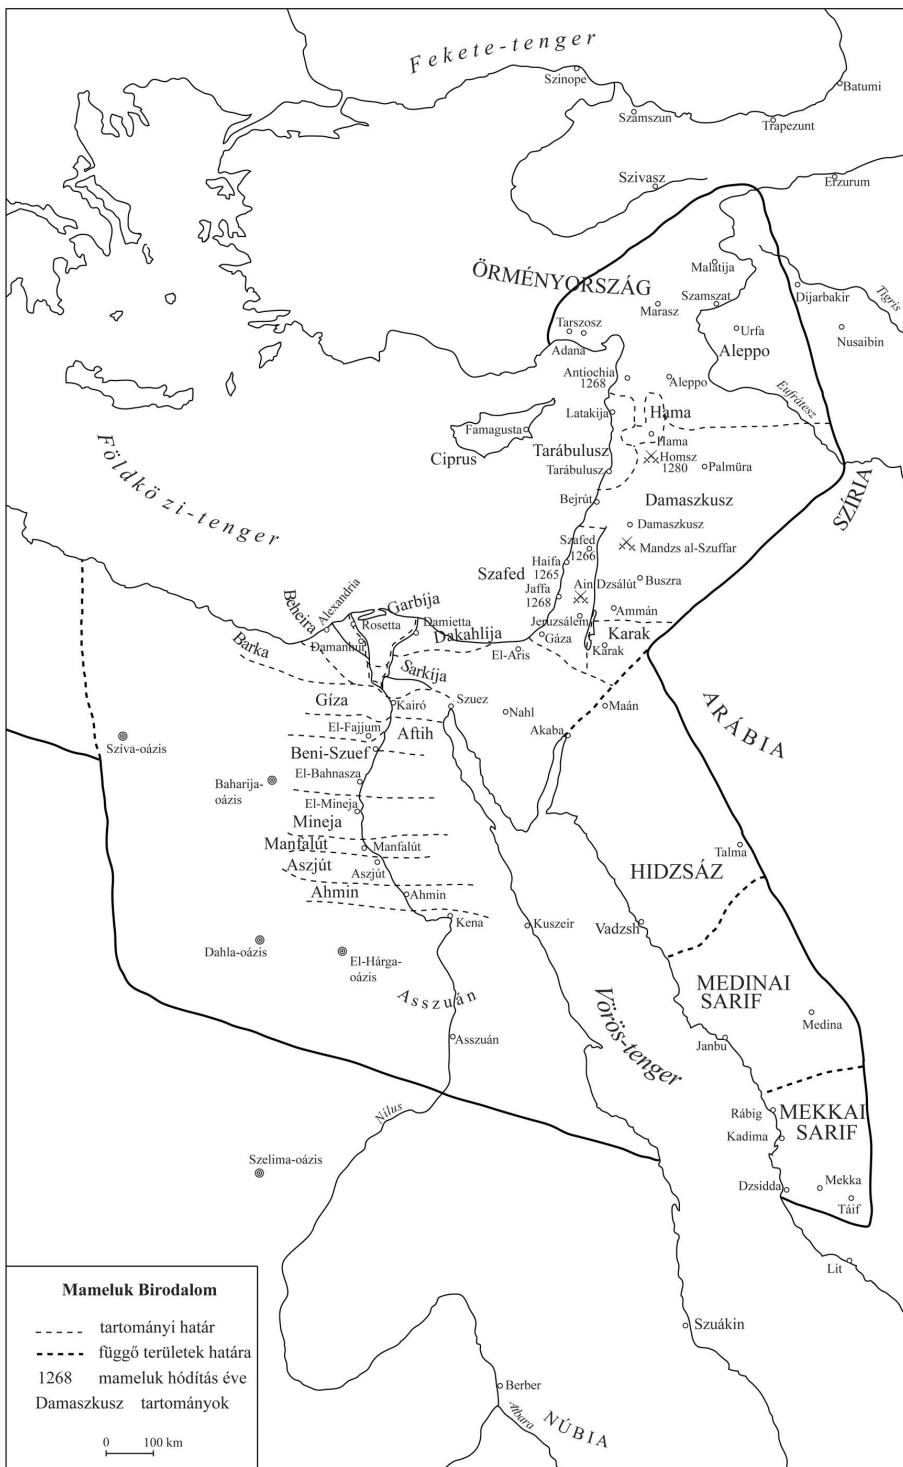 Fekete-tenger
Szinope
Batumi
Szamszun
Trapezunt
Szivasz
Erzurum
ÖRMÉNYORSZÁG
Malatija
Dijarbakir
Tigris
Marasz
Szamszat
Tarszosz
Urfa
Nusaibin
Adana
Aleppo
Antiochia
1268
Aleppo
Eufrátesz
Latakija
Hama
Famagusta
Hama
Ciprus
Tarábulusz
Homsz
1280
Palmüra
Tarábulusz
Földközi-tenger
SZÍRIA
Bejrút
Damaszkusz
Szafed
1266
Damaszkusz
Mandzs al-Szuffar
Haifa
1265
Szafed
Ain Dzsálút
Buszra
Jaffa
1268
Alexandria
Beheira
Garbíja
Rosetta
Damietta
Jeruzsálem
Ammán
Dakahlíja
Gáza
Karak
Barka
Damanhur
El-Aris
Karak
Sarkíja
Gíza
Kairó
Szuez
Nahl
Maán
ARÁBIA
El-Fajjum
Aftih
Akaba
Szíva-oázis
Beni-Szuef
El-Bahnasza
Baharija-
oázis
El-Mineja
Mineja
Manfalút
Manfalút
Talma
Aszjút
Aszjút
HIDZSÁZ
Ahmin
Ahmin
Kena
Kuszeir
Vadzsh
Dahla-oázis
El-Hárga-
oázis
Asszuán
MEDINAI
SARIF
Vörös-tenger
Medina
Asszuán
Janbu
Nílus
Rábig
MEKKAI
SARIF
Kadima
Szelima-oázis
Dzsidda
Mekka
Táif
Lit
Szuákin
Berber
Atbara
NÚBIA
Mameluk Birodalom
tartományi határ
függő területek határa
1268 mameluk hódítás éve
Damaszkusz tartományok
0 100 km